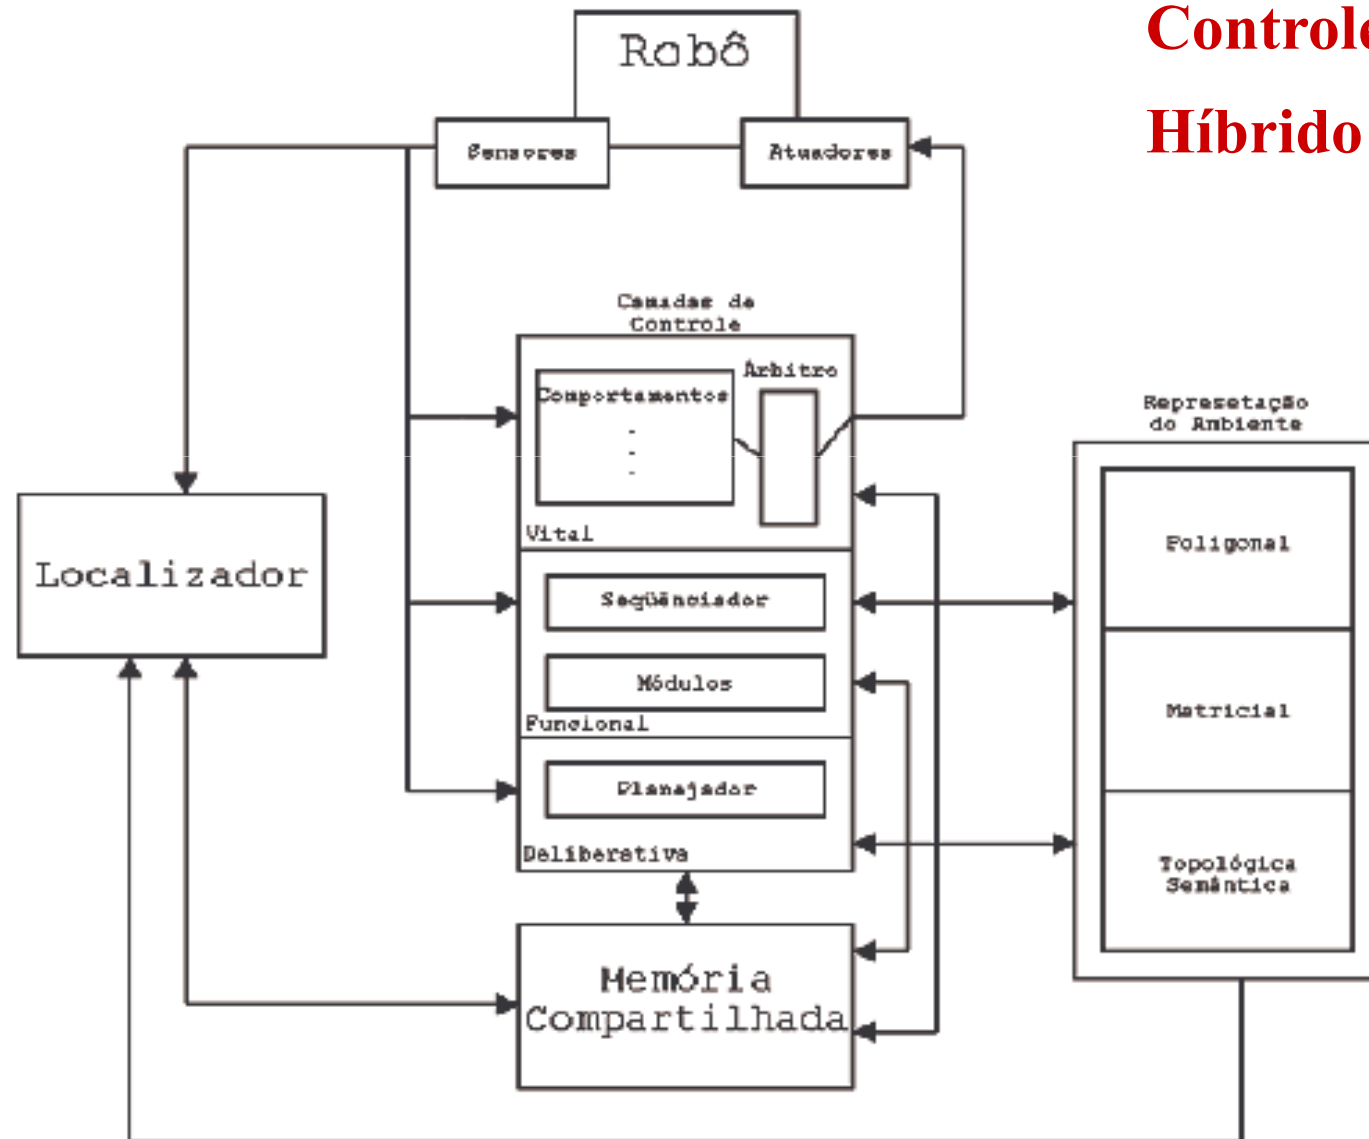 Controle
Híbrido
Robô
Sensores
Atuadores
Camadas de
Controle
Comportamentos
Árbitro
Vital
Seqüênciador
Módulos
Funcional
Planejador
Deliberativa
Localizador
Memória
Compartilhada
Represetação
do Ambiente
Poligonal
Matricial
Topológica
Semântica